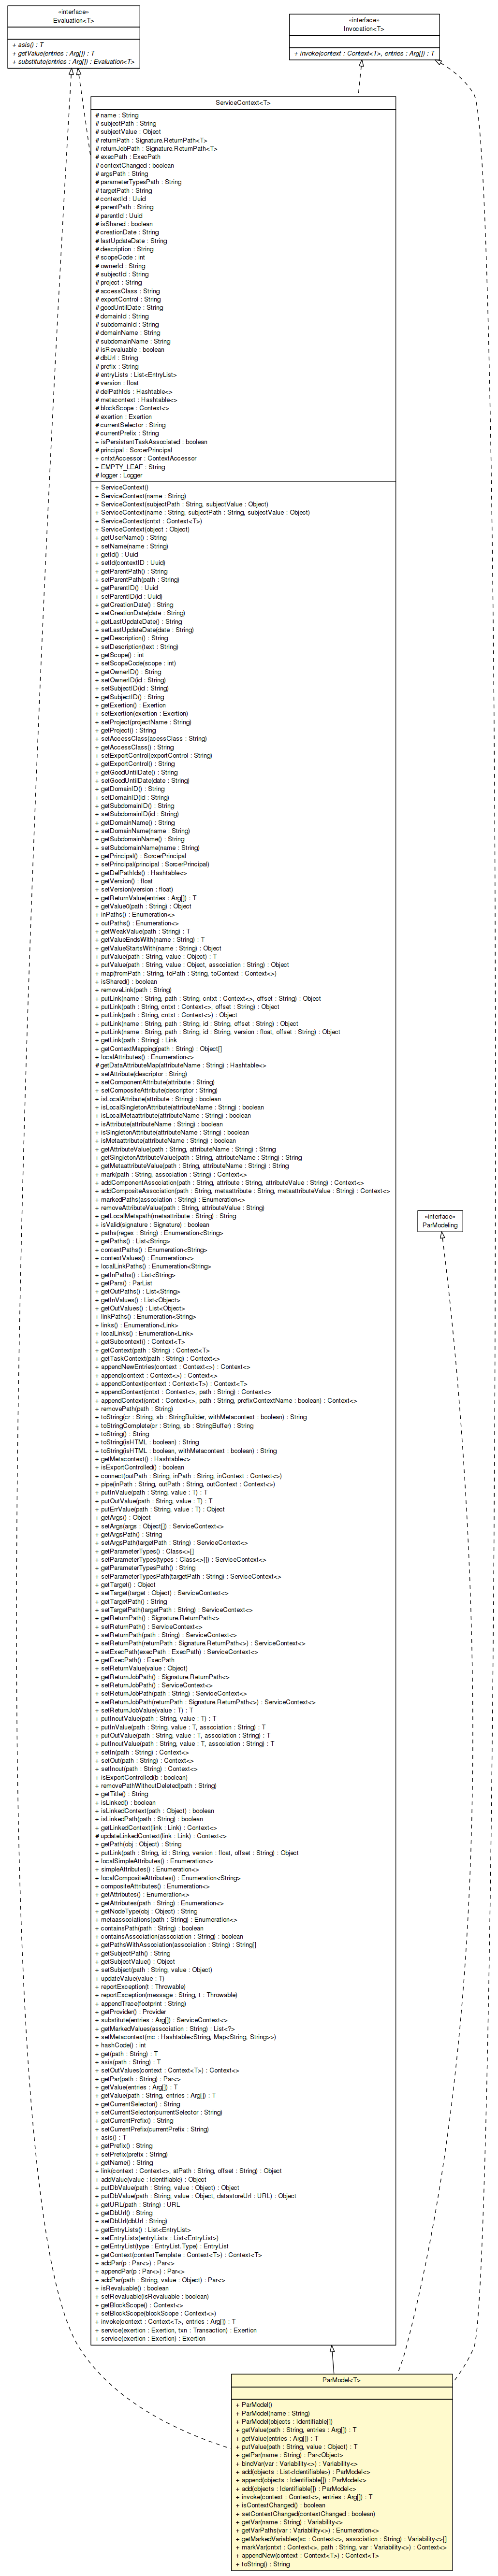 «interface»
Evaluation<T>
+ asis() : T
+ getValue(entries : Arg[]) : T
+ substitute(entries : Arg[]) : Evaluation<T>
«interface»
Invocation<T>
+ invoke(context : Context<T>, entries : Arg[]) : T
ServiceContext<T>
# name : String
# subjectPath : String
# subjectValue : Object
# returnPath : Signature.ReturnPath<T>
# returnJobPath : Signature.ReturnPath<T>
# execPath : ExecPath
# contextChanged : boolean
# argsPath : String
# parameterTypesPath : String
# targetPath : String
# contextId : Uuid
# parentPath : String
# parentId : Uuid
# isShared : boolean
# creationDate : String
# lastUpdateDate : String
# description : String
# scopeCode : int
# ownerId : String
# subjectId : String
# project : String
# accessClass : String
# exportControl : String
# goodUntilDate : String
# domainId : String
# subdomainId : String
# domainName : String
# subdomainName : String
# isRevaluable : boolean
# dbUrl : String
# prefix : String
# entryLists : List<EntryList>
# version : float
# delPathIds : Hashtable<>
# metacontext : Hashtable<>
# blockScope : Context<>
# exertion : Exertion
# currentSelector : String
# currentPrefix : String
+ isPersistantTaskAssociated : boolean
# principal : SorcerPrincipal
~ cntxtAccessor : ContextAccessor
+ EMPTY_LEAF : String
# logger : Logger
+ ServiceContext()
+ ServiceContext(name : String)
+ ServiceContext(subjectPath : String, subjectValue : Object)
+ ServiceContext(name : String, subjectPath : String, subjectValue : Object)
+ ServiceContext(cntxt : Context<T>)
+ ServiceContext(object : Object)
+ getUserName() : String
+ setName(name : String)
+ getId() : Uuid
+ setId(contextID : Uuid)
+ getParentPath() : String
+ setParentPath(path : String)
+ getParentID() : Uuid
+ setParentID(id : Uuid)
+ getCreationDate() : String
+ setCreationDate(date : String)
+ getLastUpdateDate() : String
+ setLastUpdateDate(date : String)
+ getDescription() : String
+ setDescription(text : String)
+ getScope() : int
+ setScopeCode(scope : int)
+ getOwnerID() : String
+ setOwnerID(id : String)
+ setSubjectID(id : String)
+ getSubjectID() : String
+ getExertion() : Exertion
+ setExertion(exertion : Exertion)
+ setProject(projectName : String)
+ getProject() : String
+ setAccessClass(acessClass : String)
+ getAccessClass() : String
+ setExportControl(exportControl : String)
+ getExportControl() : String
+ getGoodUntilDate() : String
+ setGoodUntilDate(date : String)
+ getDomainID() : String
+ setDomainID(id : String)
+ getSubdomainID() : String
+ setSubdomainID(id : String)
+ getDomainName() : String
+ setDomainName(name : String)
+ getSubdomainName() : String
+ setSubdomainName(name : String)
+ getPrincipal() : SorcerPrincipal
+ setPrincipal(principal : SorcerPrincipal)
+ getDelPathIds() : Hashtable<>
+ getVersion() : float
+ setVersion(version : float)
+ getReturnValue(entries : Arg[]) : T
+ getValue0(path : String) : Object
+ inPaths() : Enumeration<>
+ outPaths() : Enumeration<>
+ getWeakValue(path : String) : T
+ getValueEndsWith(name : String) : T
+ getValueStartsWith(name : String) : Object
+ putValue(path : String, value : Object) : T
+ putValue(path : String, value : Object, association : String) : Object
+ map(fromPath : String, toPath : String, toContext : Context<>)
+ isShared() : boolean
+ removeLink(path : String)
+ putLink(name : String, path : String, cntxt : Context<>, offset : String) : Object
+ putLink(path : String, cntxt : Context<>, offset : String) : Object
+ putLink(path : String, cntxt : Context<>) : Object
+ putLink(name : String, path : String, id : String, offset : String) : Object
+ putLink(name : String, path : String, id : String, version : float, offset : String) : Object
+ getLink(path : String) : Link
+ getContextMapping(path : String) : Object[]
+ localAttributes() : Enumeration<>
# getDataAttributeMap(attributeName : String) : Hashtable<>
+ setAttribute(descriptor : String)
+ setComponentAttribute(attribute : String)
+ setCompositeAttribute(descriptor : String)
+ isLocalAttribute(attribute : String) : boolean
+ isLocalSingletonAttribute(attributeName : String) : boolean
+ isLocalMetaattribute(attributeName : String) : boolean
+ isAttribute(attributeName : String) : boolean
+ isSingletonAttribute(attributeName : String) : boolean
+ isMetaattribute(attributeName : String) : boolean
+ getAttributeValue(path : String, attributeName : String) : String
+ getSingletonAttributeValue(path : String, attributeName : String) : String
+ getMetaattributeValue(path : String, attributeName : String) : String
+ mark(path : String, association : String) : Context<>
+ addComponentAssociation(path : String, attribute : String, attributeValue : String) : Context<>
+ addCompositeAssociation(path : String, metaattribute : String, metaattributeValue : String) : Context<>
+ markedPaths(association : String) : Enumeration<>
+ removeAttributeValue(path : String, attributeValue : String)
+ getLocalMetapath(metaattribute : String) : String
+ isValid(signature : Signature) : boolean
+ paths(regex : String) : Enumeration<String>
+ getPaths() : List<String>
+ contextPaths() : Enumeration<String>
+ contextValues() : Enumeration<>
+ localLinkPaths() : Enumeration<String>
+ getInPaths() : List<String>
+ getPars() : ParList
+ getOutPaths() : List<String>
+ getInValues() : List<Object>
+ getOutValues() : List<Object>
+ linkPaths() : Enumeration<String>
+ links() : Enumeration<Link>
+ localLinks() : Enumeration<Link>
+ getSubcontext() : Context<T>
+ getContext(path : String) : Context<T>
+ getTaskContext(path : String) : Context<>
+ appendNewEntries(context : Context<>) : Context<>
+ append(context : Context<>) : Context<>
+ appendContext(context : Context<T>) : Context<T>
+ appendContext(cntxt : Context<>, path : String) : Context<>
+ appendContext(cntxt : Context<>, path : String, prefixContextName : boolean) : Context<>
+ removePath(path : String)
+ toString(cr : String, sb : StringBuilder, withMetacontext : boolean) : String
+ toStringComplete(cr : String, sb : StringBuffer) : String
+ toString() : String
+ toString(isHTML : boolean) : String
+ toString(isHTML : boolean, withMetacontext : boolean) : String
+ getMetacontext() : Hashtable<>
+ isExportControlled() : boolean
+ connect(outPath : String, inPath : String, inContext : Context<>)
+ pipe(inPath : String, outPath : String, outContext : Context<>)
+ putInValue(path : String, value : T) : T
+ putOutValue(path : String, value : T) : T
+ putErrValue(path : String, value : T) : Object
+ getArgs() : Object
+ setArgs(args : Object[]) : ServiceContext<>
+ getArgsPath() : String
+ setArgsPath(targetPath : String) : ServiceContext<>
+ getParameterTypes() : Class<>[]
+ setParameterTypes(types : Class<>[]) : ServiceContext<>
+ getParameterTypesPath() : String
+ setParameterTypesPath(targetPath : String) : ServiceContext<>
+ getTarget() : Object
+ setTarget(target : Object) : ServiceContext<>
+ getTargetPath() : String
+ setTargetPath(targetPath : String) : ServiceContext<>
+ getReturnPath() : Signature.ReturnPath<>
+ setReturnPath() : ServiceContext<>
+ setReturnPath(path : String) : ServiceContext<>
+ setReturnPath(returnPath : Signature.ReturnPath<>) : ServiceContext<>
+ setExecPath(execPath : ExecPath) : ServiceContext<>
+ getExecPath() : ExecPath
+ setReturnValue(value : Object)
+ getReturnJobPath() : Signature.ReturnPath<>
+ setReturnJobPath() : ServiceContext<>
+ setReturnJobPath(path : String) : ServiceContext<>
+ setReturnJobPath(returnPath : Signature.ReturnPath<>) : ServiceContext<>
+ setReturnJobValue(value : T) : T
+ putInoutValue(path : String, value : T) : T
+ putInValue(path : String, value : T, association : String) : T
+ putOutValue(path : String, value : T, association : String) : T
+ putInoutValue(path : String, value : T, association : String) : T
+ setIn(path : String) : Context<>
+ setOut(path : String) : Context<>
+ setInout(path : String) : Context<>
+ isExportControlled(b : boolean)
+ removePathWithoutDeleted(path : String)
+ getTitle() : String
+ isLinked() : boolean
+ isLinkedContext(path : Object) : boolean
+ isLinkedPath(path : String) : boolean
+ getLinkedContext(link : Link) : Context<>
# updateLinkedContext(link : Link) : Context<>
+ getPath(obj : Object) : String
+ putLink(path : String, id : String, version : float, offset : String) : Object
+ localSimpleAttributes() : Enumeration<>
+ simpleAttributes() : Enumeration<>
+ localCompositeAttributes() : Enumeration<String>
+ compositeAttributes() : Enumeration<>
+ getAttributes() : Enumeration<>
+ getAttributes(path : String) : Enumeration<>
+ getNodeType(obj : Object) : String
+ metaassociations(path : String) : Enumeration<>
+ containsPath(path : String) : boolean
+ containsAssociation(association : String) : boolean
+ getPathsWithAssociation(association : String) : String[]
+ getSubjectPath() : String
+ getSubjectValue() : Object
+ setSubject(path : String, value : Object)
+ updateValue(value : T)
+ reportException(t : Throwable)
+ reportException(message : String, t : Throwable)
+ appendTrace(footprint : String)
+ getProvider() : Provider
+ substitute(entries : Arg[]) : ServiceContext<>
+ getMarkedValues(association : String) : List<?>
+ setMetacontext(mc : Hashtable<String, Map<String, String>>)
+ hashCode() : int
+ get(path : String) : T
+ asis(path : String) : T
+ setOutValues(context : Context<T>) : Context<>
+ getPar(path : String) : Par<>
+ getValue(entries : Arg[]) : T
+ getValue(path : String, entries : Arg[]) : T
+ getCurrentSelector() : String
+ setCurrentSelector(currentSelector : String)
+ getCurrentPrefix() : String
+ setCurrentPrefix(currentPrefix : String)
+ asis() : T
+ getPrefix() : String
+ setPrefix(prefix : String)
+ getName() : String
+ link(context : Context<>, atPath : String, offset : String) : Object
+ addValue(value : Identifiable) : Object
+ putDbValue(path : String, value : Object) : Object
+ putDbValue(path : String, value : Object, datastoreUrl : URL) : Object
+ getURL(path : String) : URL
+ getDbUrl() : String
+ setDbUrl(dbUrl : String)
+ getEntryLists() : List<EntryList>
+ setEntryLists(entryLists : List<EntryList>)
+ getEntryList(type : EntryList.Type) : EntryList
+ getContext(contextTemplate : Context<T>) : Context<T>
+ addPar(p : Par<>) : Par<>
+ appendPar(p : Par<>) : Par<>
+ addPar(path : String, value : Object) : Par<>
+ isRevaluable() : boolean
+ setRevaluable(isRevaluable : boolean)
+ getBlockScope() : Context<>
+ setBlockScope(blockScope : Context<>)
+ invoke(context : Context<T>, entries : Arg[]) : T
+ service(exertion : Exertion, txn : Transaction) : Exertion
+ service(exertion : Exertion) : Exertion
«interface»
ParModeling
ParModel<T>
+ ParModel()
+ ParModel(name : String)
+ ParModel(objects : Identifiable[])
+ getValue(path : String, entries : Arg[]) : T
+ getValue(entries : Arg[]) : T
+ putValue(path : String, value : Object) : T
+ getPar(name : String) : Par<Object>
+ bindVar(var : Variability<>) : Variability<>
+ add(objects : List<Identifiable>) : ParModel<>
+ append(objects : Identifiable[]) : ParModel<>
+ add(objects : Identifiable[]) : ParModel<>
+ invoke(context : Context<>, entries : Arg[]) : T
+ isContextChanged() : boolean
+ setContextChanged(contextChanged : boolean)
+ getVar(name : String) : Variability<>
+ getVarPaths(var : Variability<>) : Enumeration<>
+ getMarkedVariables(sc : Context<>, association : String) : Variability<>[]
+ markVar(cntxt : Context<>, path : String, var : Variability<>) : Context<>
+ appendNew(context : Context<T>) : Context<T>
+ toString() : String